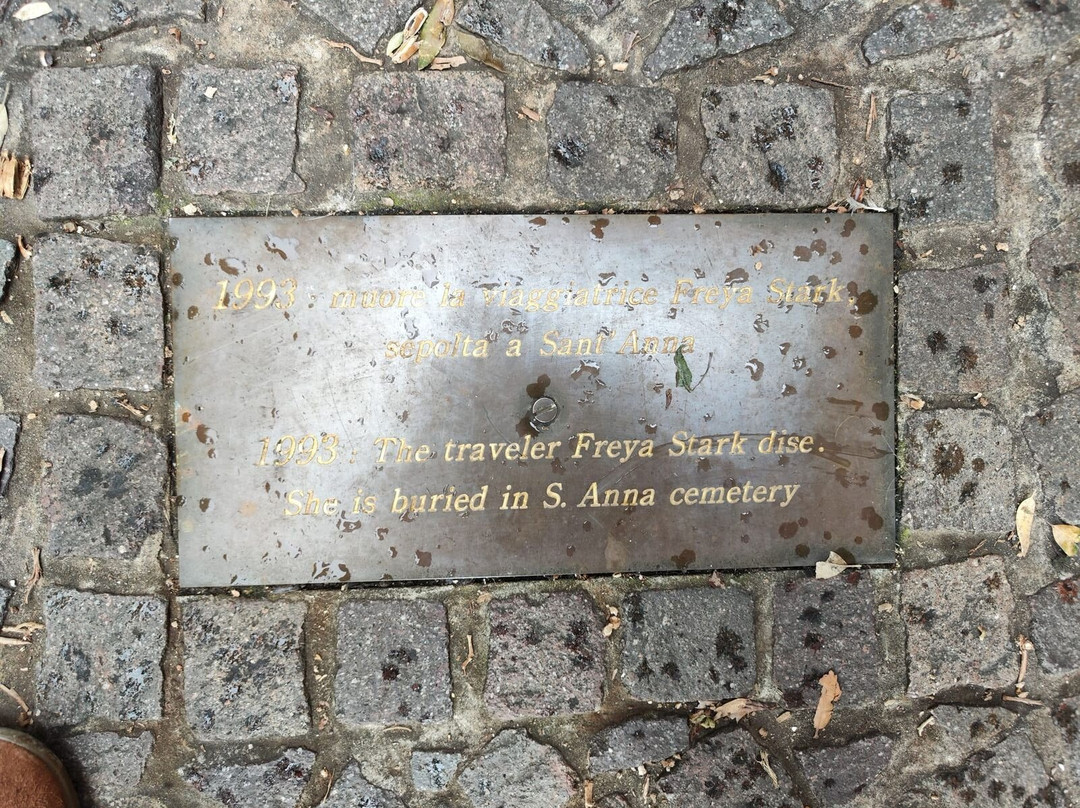 1993 : muore la viaggiatrice Freya Stark,
sepolta a Sant'Anna
1993 : The traveler Freya Stark dise.
She is buried in S. Anna cemetery